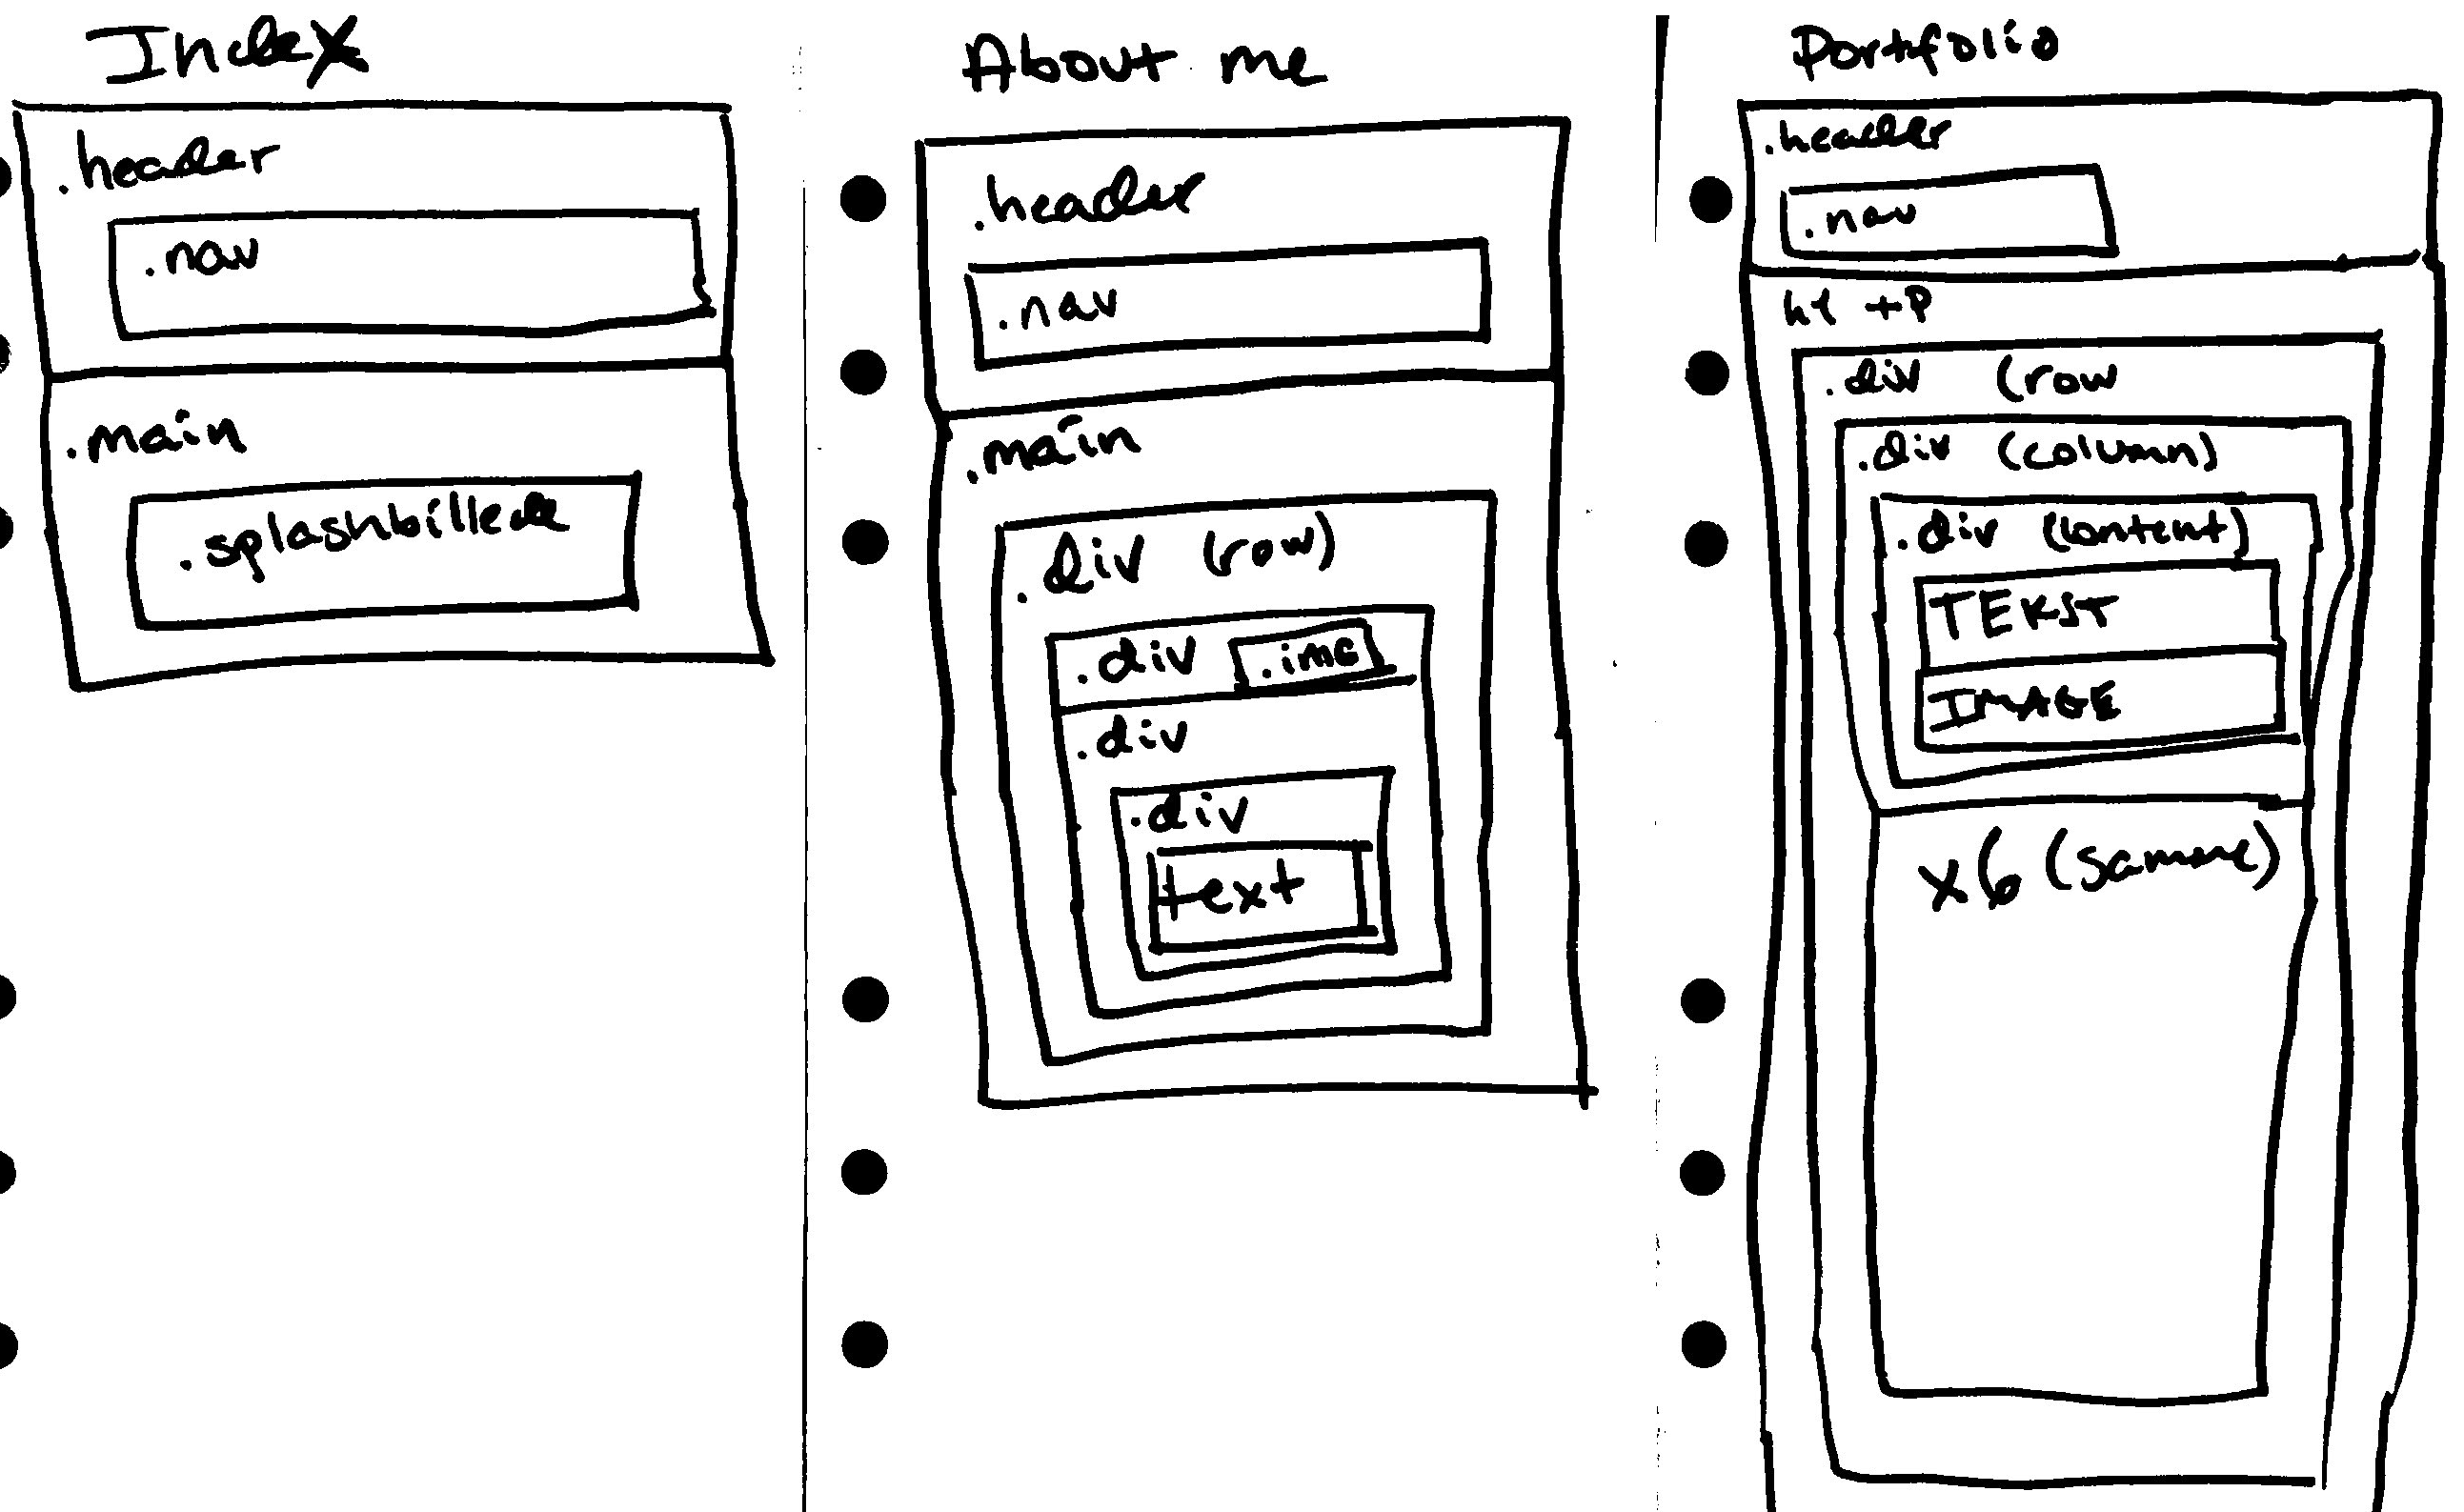 Index
.header
.nav
.main
.splashbillede
About me
.header
.nav
.main
.div (row)
.div .img
.div
.div
text
Portfolio
.header
.nav
h1 + P
.div (row
.div (column)
.div (content)
TEKST
IMAGE
x6 (samme)